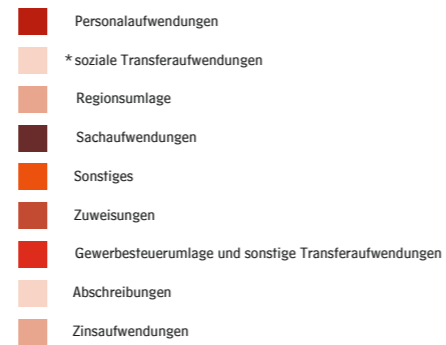 Personalaufwendungen
* soziale Transferaufwendungen
Regionsumlage
Sachaufwendungen
Sonstiges
Zuweisungen
Gewerbesteuerumlage und sonstige Transferaufwendungen
Abschreibungen
Zinsaufwendungen